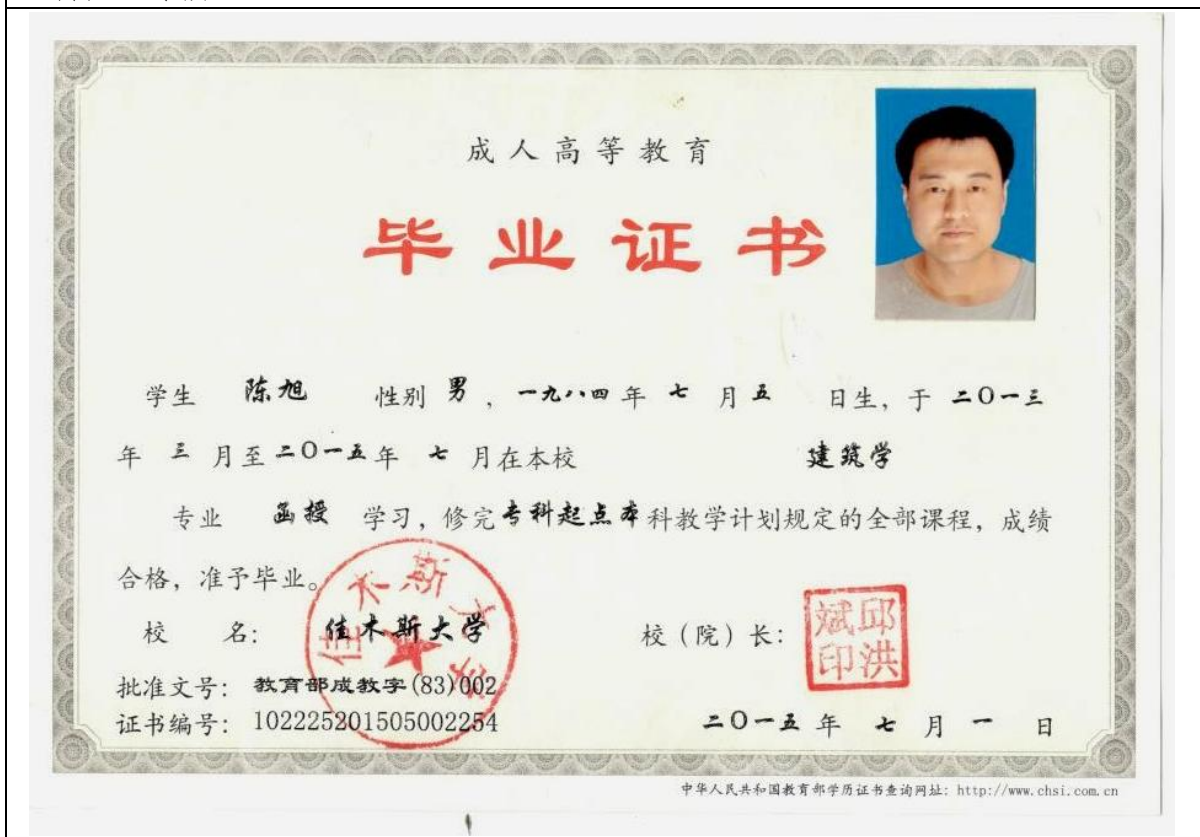 成人高等教育
毕业证书
学生 陈旭 性别 男 ，一九八四 年 七 月 五 日生，于 二〇一三
年 三 月至 二〇一五 年 七 月在本校 建筑学
专业 函授 学习，修完 专科起点本 科教学计划规定的全部课程，成绩
合格，准予毕业。
佳木斯大学
校 名： 佳木斯大学 校（院）长： 邱洪斌印
批准文号： 教育部成教字(83)002
证书编号： 102225201505002254 二〇一五 年 七 月 一 日
中华人民共和国教育部学历证书查询网址：http://www.chsi.com.cn